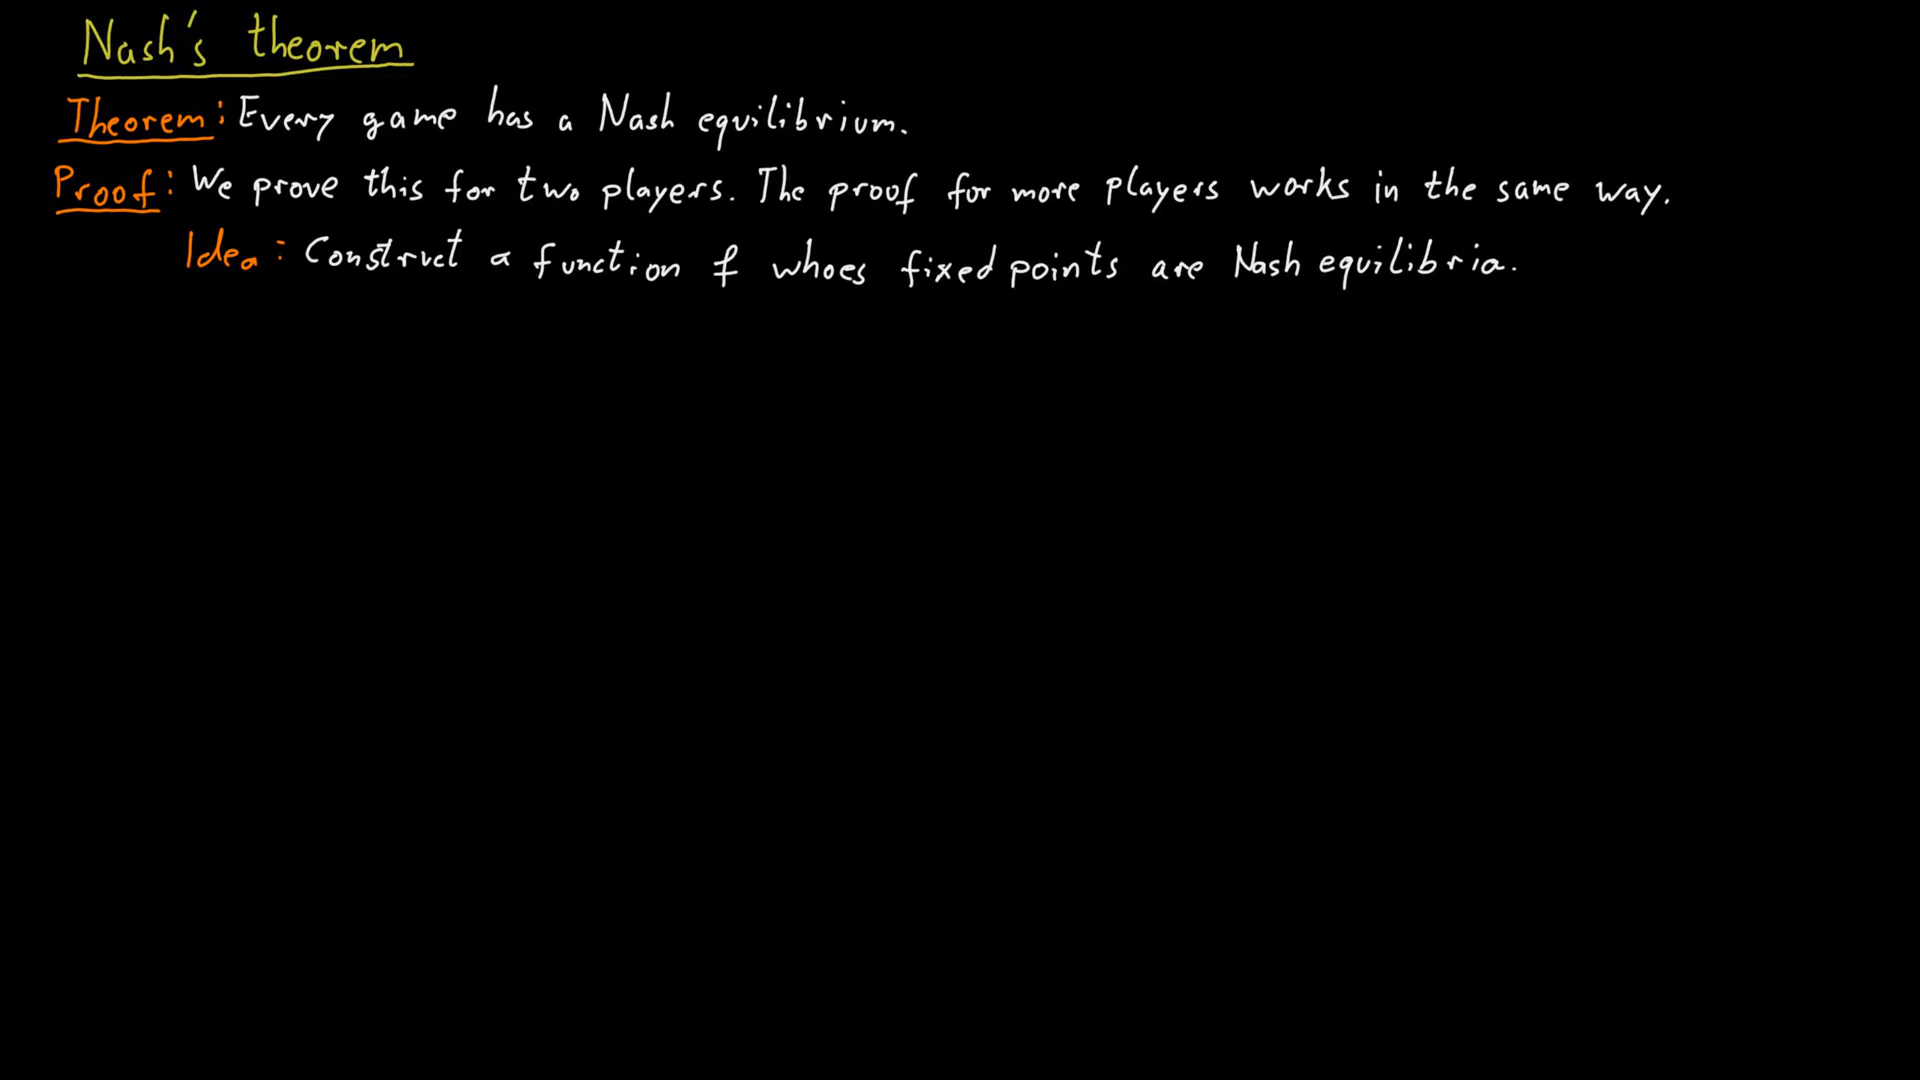 Nash's theorem
Theorem: Every game has a Nash equilibrium.
Proof: We prove this for two players. The proof for more players works in the same way.
Idea: Construct a function f whoes fixed points are Nash equilibria.